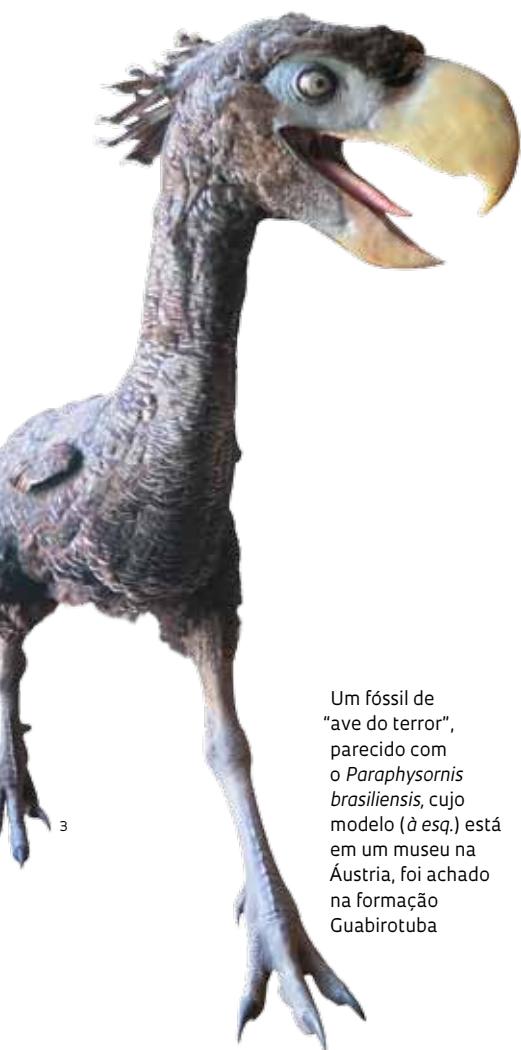 Um fóssil de
“ave do terror”,
parecido com
o Paraphysornis
brasiliensis, cujo
modelo (à esq.) está
em um museu na
Áustria, foi achado
na formação
Guabirotuba
3